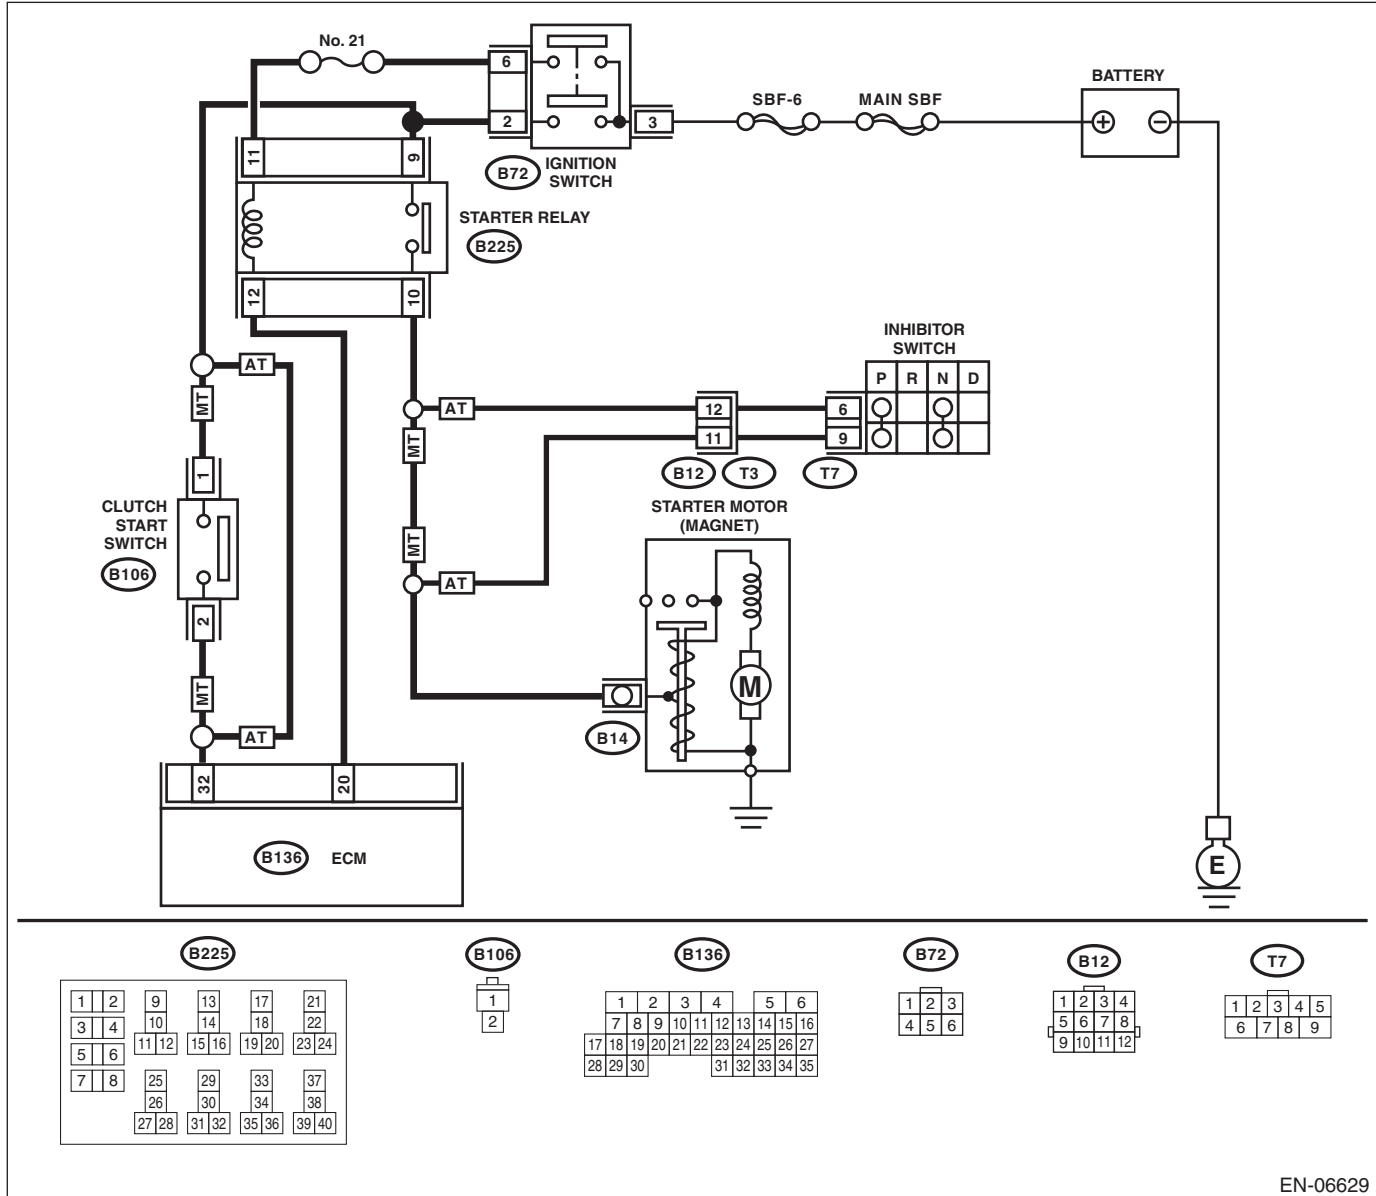 No. 21
6
2
3
B72
IGNITION
SWITCH
SBF-6
MAIN SBF
BATTERY
+
−
11
9
STARTER RELAY
B225
12
10
AT
MT
1
CLUTCH
START
SWITCH
B106
2
MT
AT
32
20
B136
ECM
AT
MT
MT
AT
12
11
B12
T3
6
9
T7
INHIBITOR
SWITCH
P R N D
STARTER MOTOR
(MAGNET)
M
B14
E
B225
1 2 9 13 17 21
3 4 10 14 18 22
11 12 15 16 19 20 23 24
5 6
7 8 25 29 33 37
26 30 34 38
27 28 31 32 35 36 39 40
B106
1
2
B136
1 2 3 4 5 6
7 8 9 10 11 12 13 14 15 16
17 18 19 20 21 22 23 24 25 26 27
28 29 30 31 32 33 34 35
B72
1 2 3
4 5 6
B12
1 2 3 4
5 6 7 8
9 10 11 12
T7
1 2 3 4 5
6 7 8 9
EN-06629